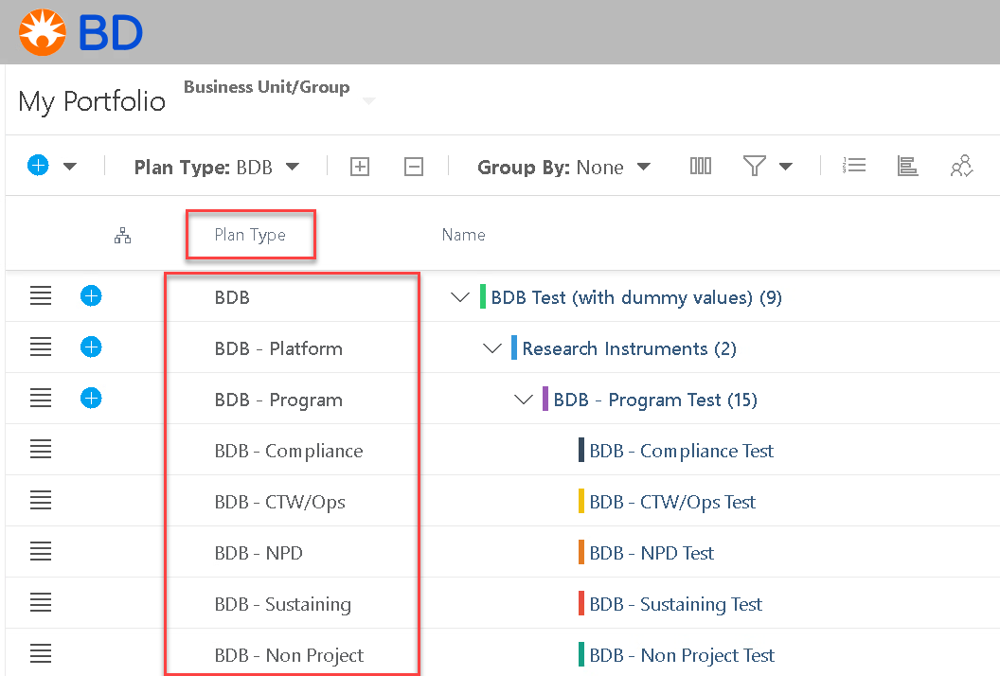 BD
My Portfolio
Business Unit/Group
Plan Type: BDB
Group By: None
Plan Type Name
BDB BDB Test (with dummy values) (9)
BDB - Platform Research Instruments (2)
BDB - Program BDB - Program Test (15)
BDB - Compliance BDB - Compliance Test
BDB - CTW/Ops BDB - CTW/Ops Test
BDB - NPD BDB - NPD Test
BDB - Sustaining BDB - Sustaining Test
BDB - Non Project BDB - Non Project Test